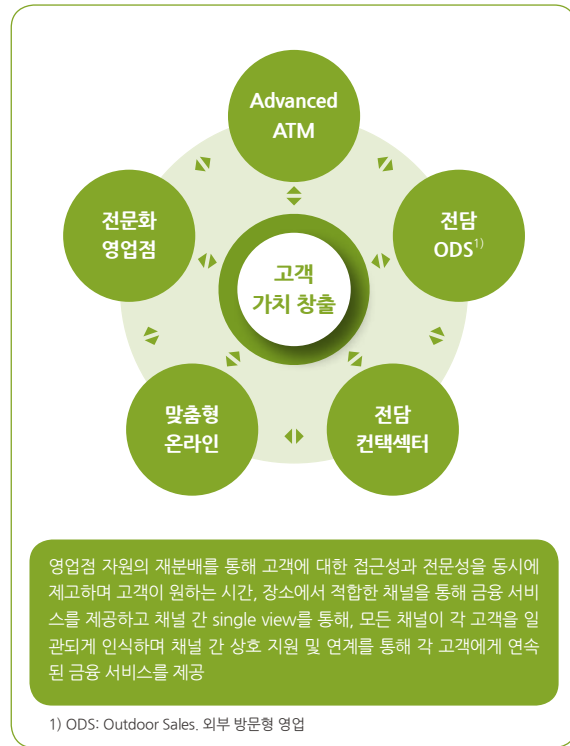 Advanced
ATM
전문화
영업점
전담
ODS1)
고객
가치 창출
맞춤형
온라인
전담
컨택섹터
영업점 자원의 재분배를 통해 고객에 대한 접근성과 전문성을 동시에
제고하며 고객이 원하는 시간, 장소에서 적합한 채널을 통해 금융 서비
스를 제공하고 채널 간 single view를 통해, 모든 채널이 각 고객을 일
관되게 인식하며 채널 간 상호 지원 및 연계를 통해 각 고객에게 연속
된 금융 서비스를 제공
1) ODS: Outdoor Sales. 외부 방문형 영업